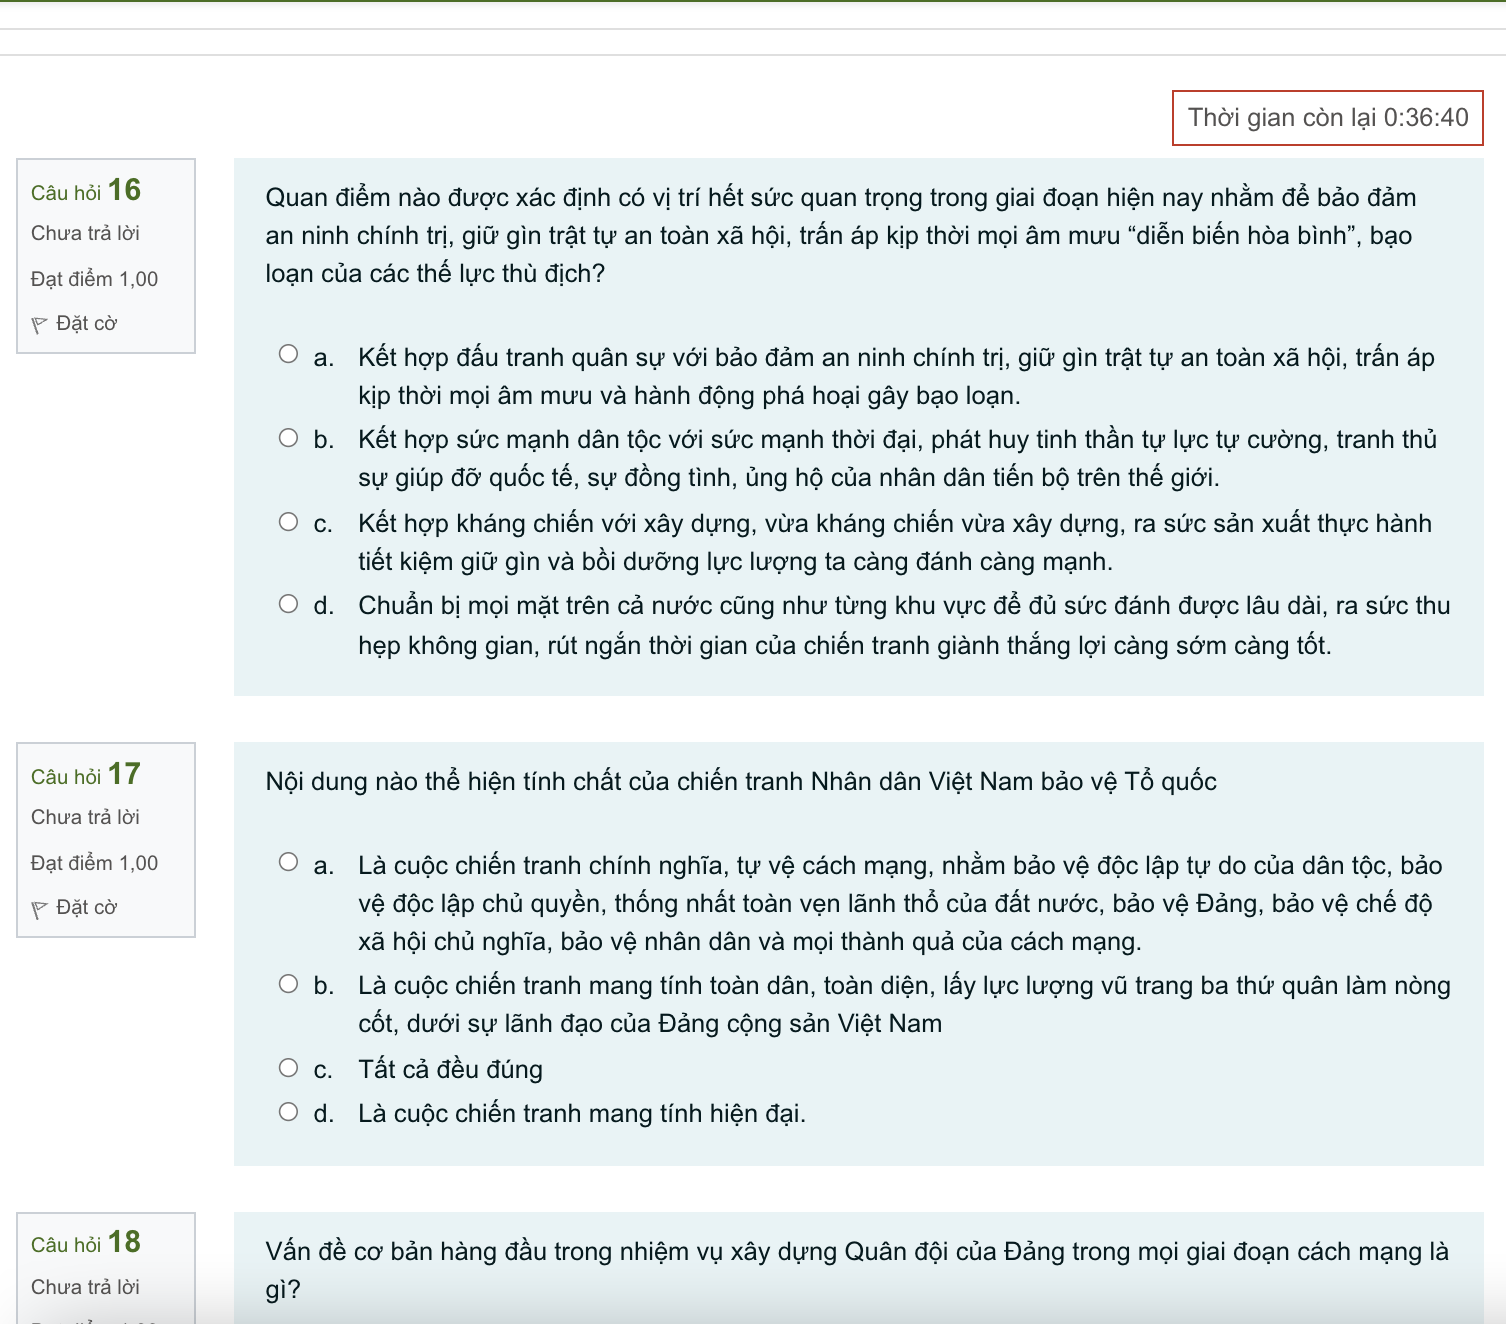 Thời gian còn lại 0:36:40
Câu hỏi 16
Chưa trả lời
Đạt điểm 1,00
Đặt cờ
Quan điểm nào được xác định có vị trí hết sức quan trọng trong giai đoạn hiện nay nhằm để bảo đảm
an ninh chính trị, giữ gìn trật tự an toàn xã hội, trấn áp kịp thời mọi âm mưu “diễn biến hòa bình”, bạo
loạn của các thế lực thù địch?
a. Kết hợp đấu tranh quân sự với bảo đảm an ninh chính trị, giữ gìn trật tự an toàn xã hội, trấn áp
kịp thời mọi âm mưu và hành động phá hoại gây bạo loạn.
b. Kết hợp sức mạnh dân tộc với sức mạnh thời đại, phát huy tinh thần tự lực tự cường, tranh thủ
sự giúp đỡ quốc tế, sự đồng tình, ủng hộ của nhân dân tiến bộ trên thế giới.
c. Kết hợp kháng chiến với xây dựng, vừa kháng chiến vừa xây dựng, ra sức sản xuất thực hành
tiết kiệm giữ gìn và bồi dưỡng lực lượng ta càng đánh càng mạnh.
d. Chuẩn bị mọi mặt trên cả nước cũng như từng khu vực để đủ sức đánh được lâu dài, ra sức thu
hẹp không gian, rút ngắn thời gian của chiến tranh giành thắng lợi càng sớm càng tốt.
Câu hỏi 17
Chưa trả lời
Đạt điểm 1,00
Đặt cờ
Nội dung nào thể hiện tính chất của chiến tranh Nhân dân Việt Nam bảo vệ Tổ quốc
a. Là cuộc chiến tranh chính nghĩa, tự vệ cách mạng, nhằm bảo vệ độc lập tự do của dân tộc, bảo
vệ độc lập chủ quyền, thống nhất toàn vẹn lãnh thổ của đất nước, bảo vệ Đảng, bảo vệ chế độ
xã hội chủ nghĩa, bảo vệ nhân dân và mọi thành quả của cách mạng.
b. Là cuộc chiến tranh mang tính toàn dân, toàn diện, lấy lực lượng vũ trang ba thứ quân làm nòng
cốt, dưới sự lãnh đạo của Đảng cộng sản Việt Nam
c. Tất cả đều đúng
d. Là cuộc chiến tranh mang tính hiện đại.
Câu hỏi 18
Chưa trả lời
Vấn đề cơ bản hàng đầu trong nhiệm vụ xây dựng Quân đội của Đảng trong mọi giai đoạn cách mạng là
gì?